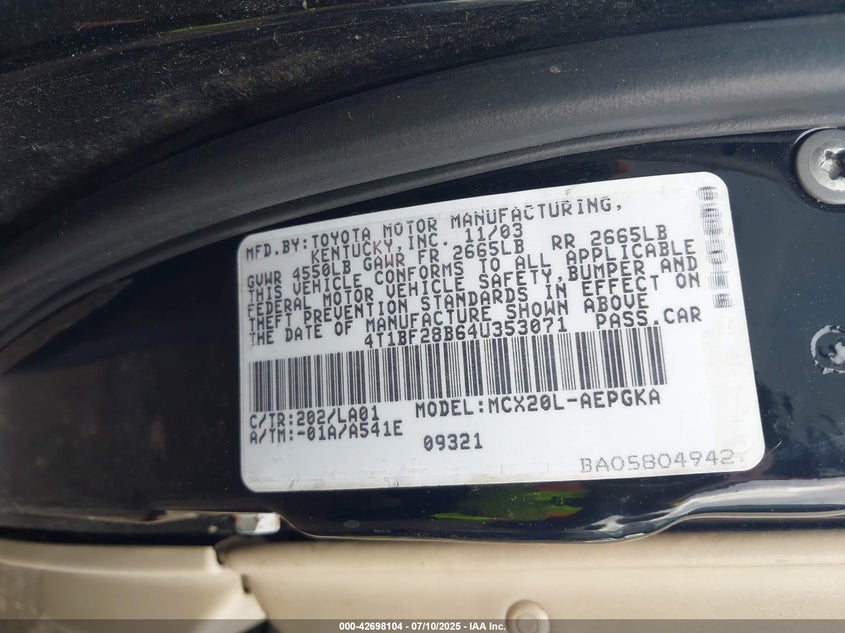 MFD.BY:TOYOTA MOTOR MANUFACTURING,
KENTUCKY,INC. 11/03
GVWR 4550LB GAWR FR 2665LB RR 2665LB
THIS VEHICLE CONFORMS TO ALL APPLICABLE
FEDERAL MOTOR VEHICLE SAFETY,BUMPER AND
THEFT PREVENTION STANDARDS IN EFFECT ON
THE DATE OF MANUFACTURE SHOWN ABOVE
4T1BF28B64U353071 PASS.CAR
C/TR:202/LA01 MODEL:MCX20L-AEPGKA
A/TM:-01A/A541E
09321
BA05804942
000-42698104 - 07/10/2025 - IAA Inc.